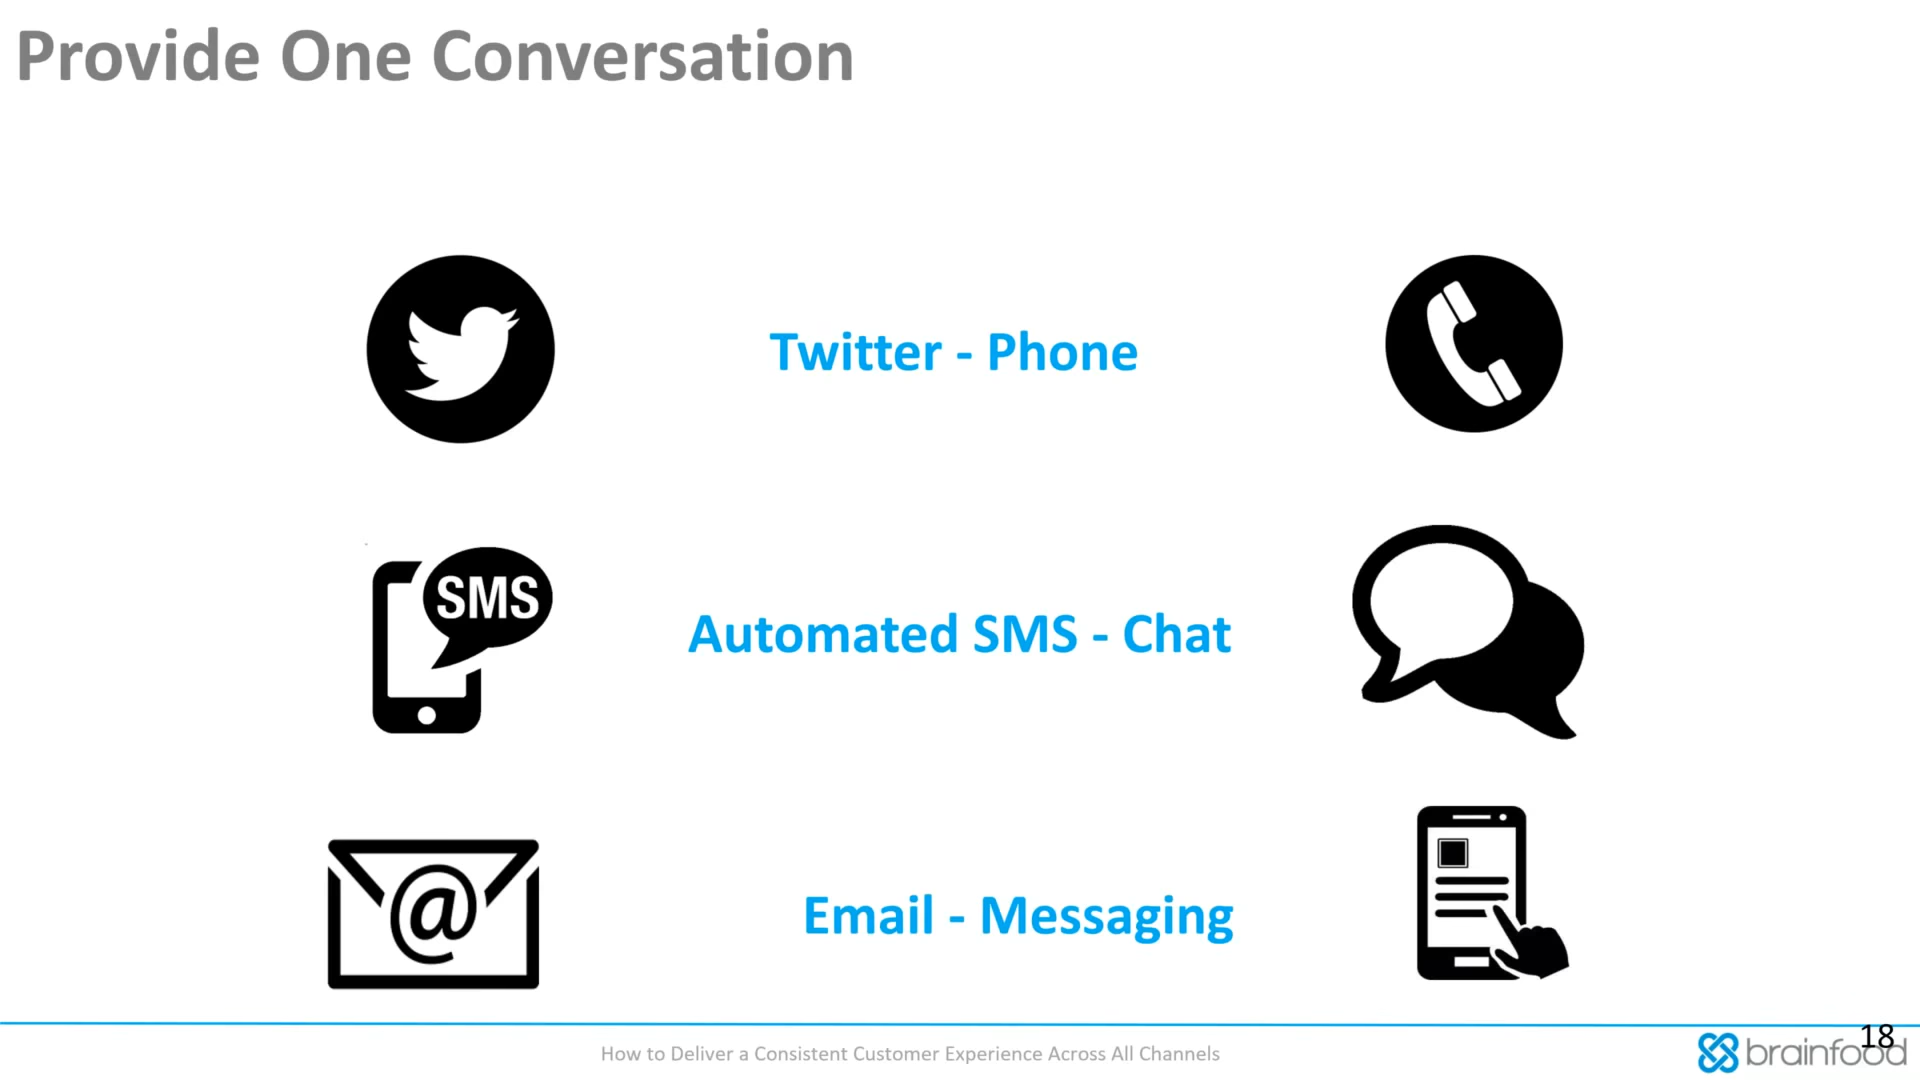 Provide One Conversation
Twitter - Phone
SMS
Automated SMS - Chat
@
Email - Messaging
How to Deliver a Consistent Customer Experience Across All Channels
18
brainfood